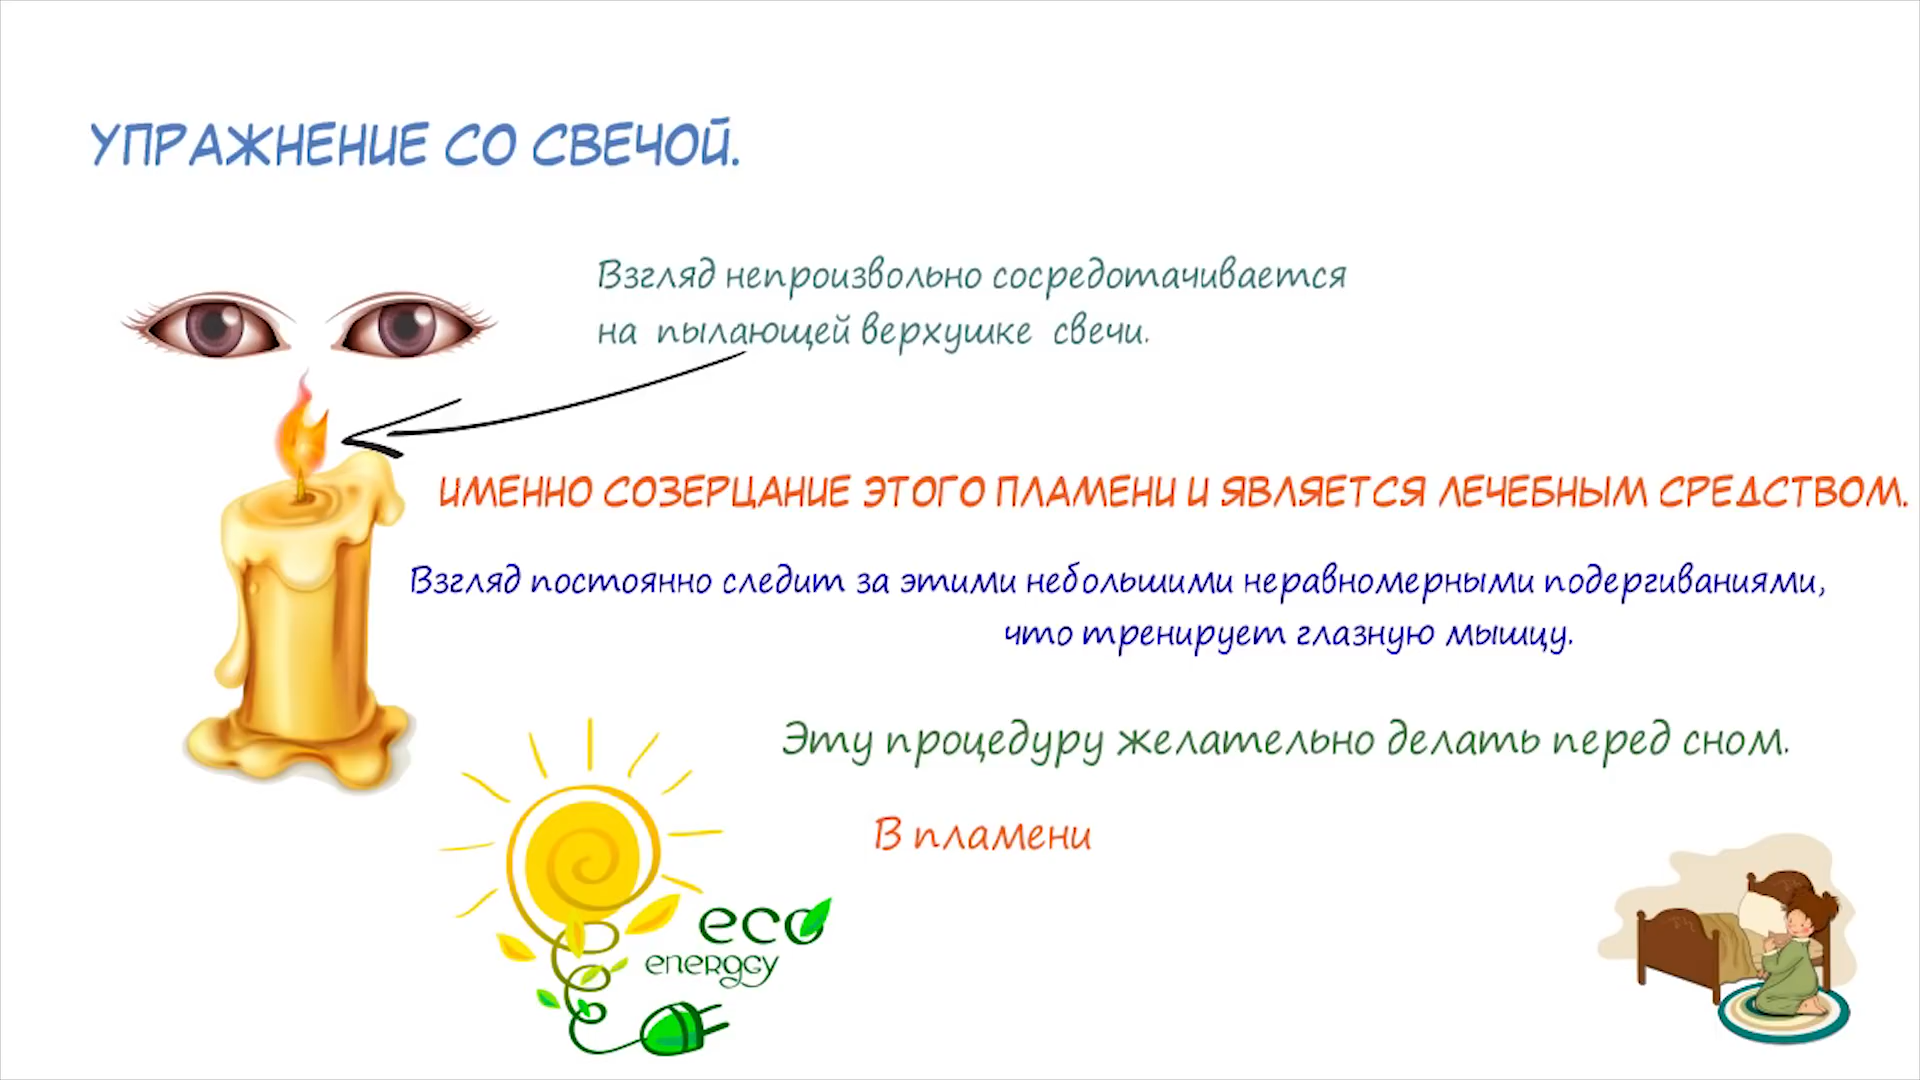 УПРАЖНЕНИЕ СО СВЕЧОЙ.
Взгляд непроизвольно сосредотачивается
на пылающей верхушке свечи.
ИМЕННО СОЗЕРЦАНИЕ ЭТОГО ПЛАМЕНИ И ЯВЛЯЕТСЯ ЛЕЧЕБНЫМ СРЕДСТВОМ.
Взгляд постоянно следит за этими небольшими неравномерными подергиваниями,
что тренирует глазную мышцу.
Эту процедуру желательно делать перед сном.
В пламени
eco
energgy